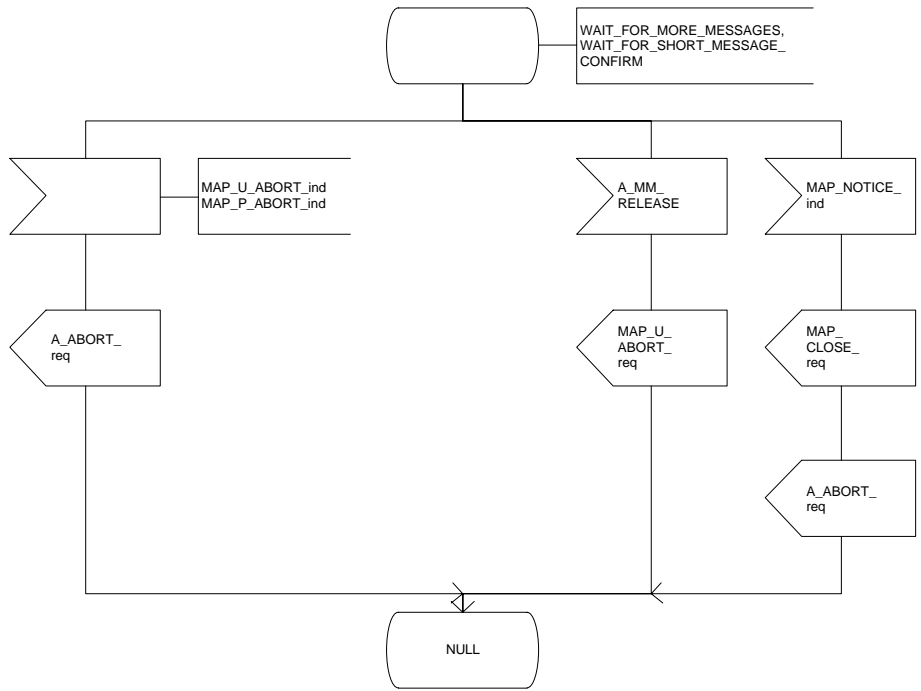 WAIT_FOR_MORE_MESSAGES,
WAIT_FOR_SHORT_MESSAGE_
CONFIRM
MAP_U_ABORT_ind
MAP_P_ABORT_ind
A_MM_
RELEASE
MAP_NOTICE_
ind
A_ABORT_
req
MAP_U_
ABORT_
req
MAP_
CLOSE_
req
A_ABORT_
req
NULL